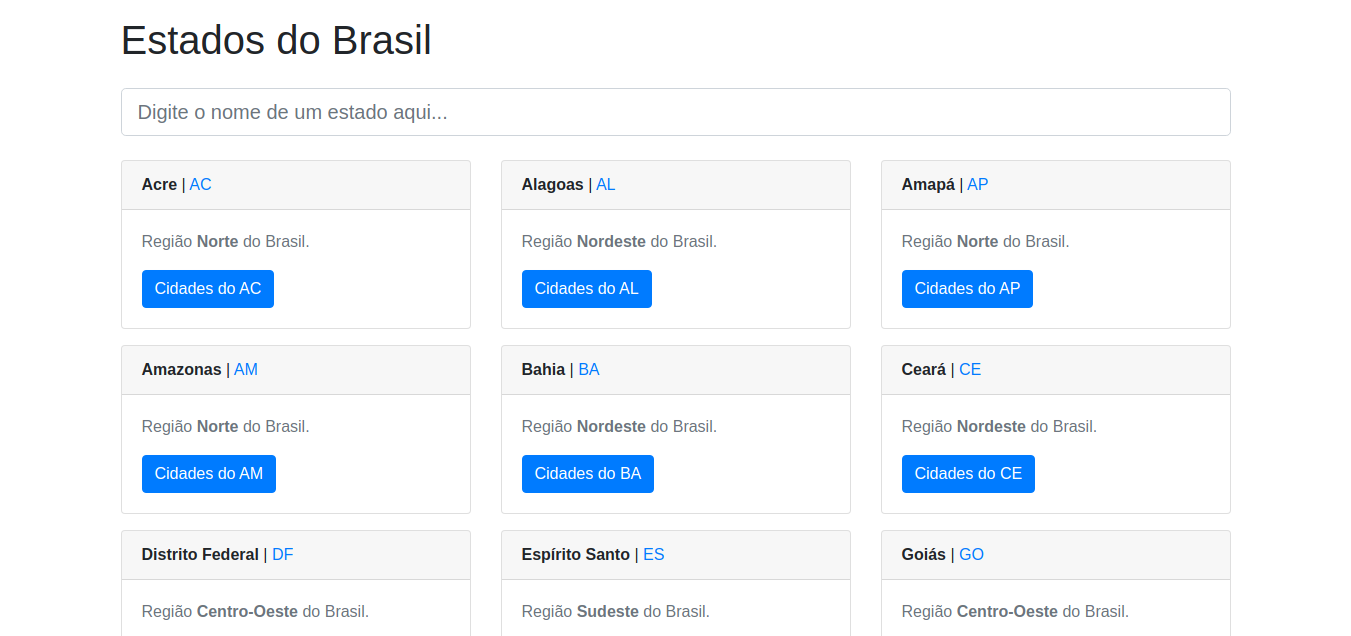 Estados do Brasil
Digite o nome de um estado aqui...
Acre | AC
Região Norte do Brasil.
Cidades do AC
Alagoas | AL
Região Nordeste do Brasil.
Cidades do AL
Amapá | AP
Região Norte do Brasil.
Cidades do AP
Amazonas | AM
Região Norte do Brasil.
Cidades do AM
Bahia | BA
Região Nordeste do Brasil.
Cidades do BA
Ceará | CE
Região Nordeste do Brasil.
Cidades do CE
Distrito Federal | DF
Região Centro-Oeste do Brasil.
Espírito Santo | ES
Região Sudeste do Brasil.
Goiás | GO
Região Centro-Oeste do Brasil.